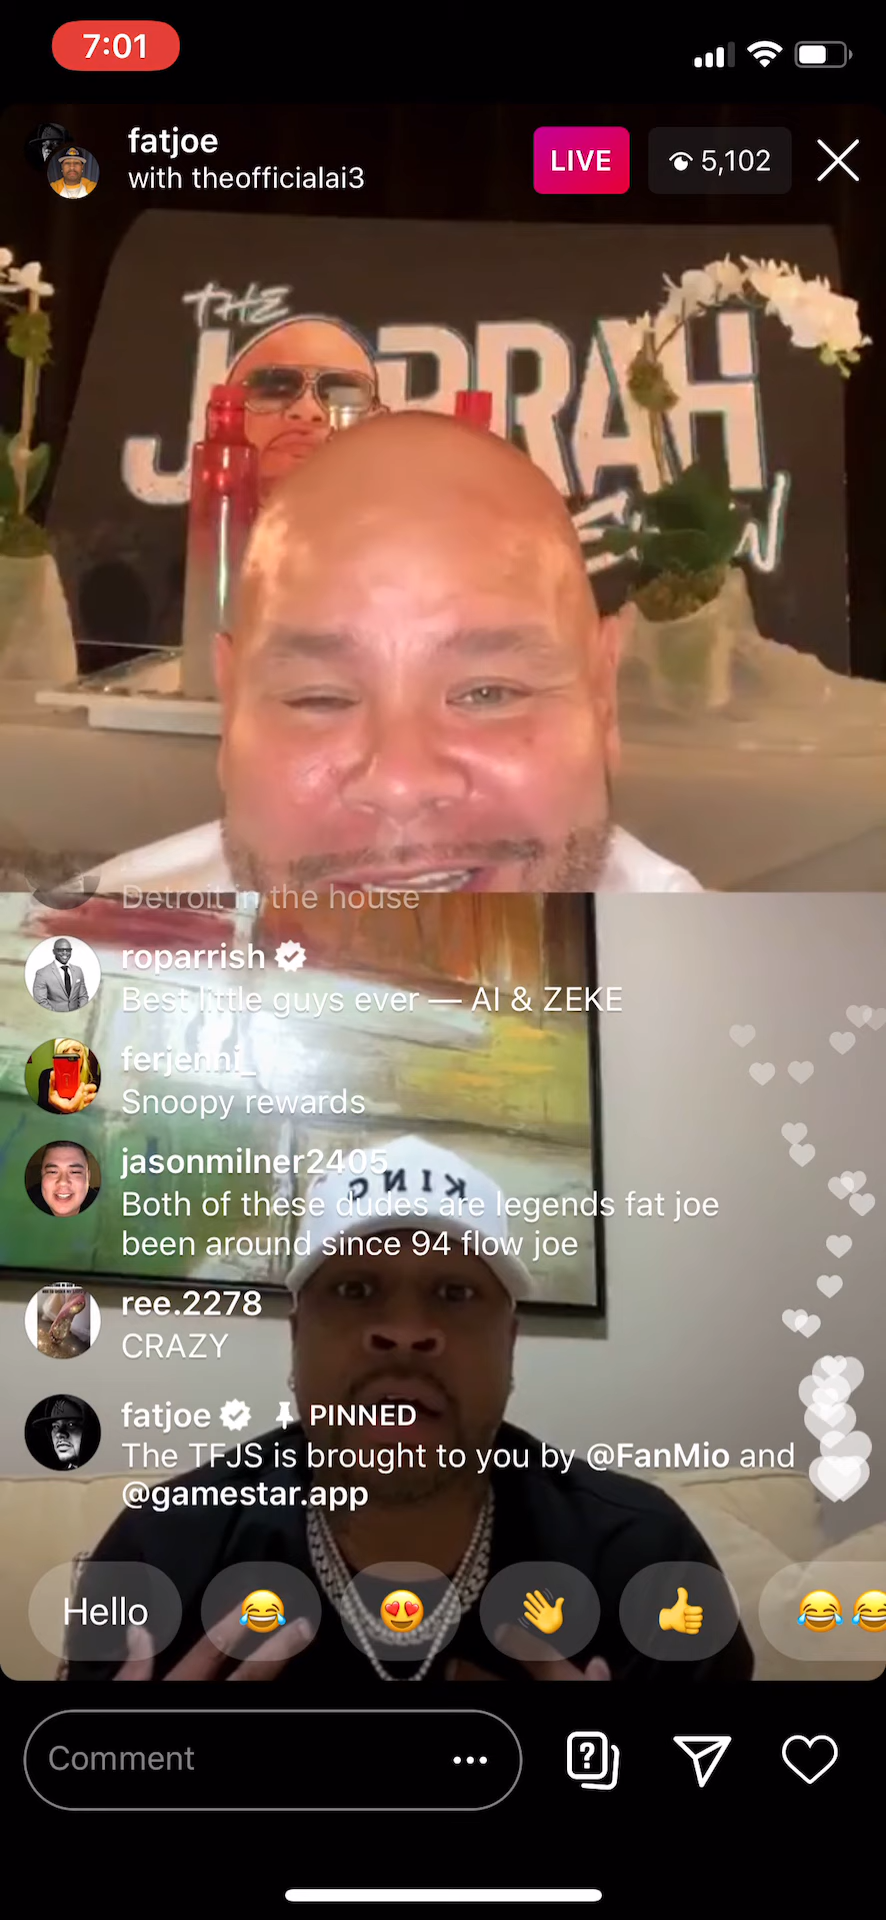 7:01
fatjoe
with theofficialai3
LIVE
5,102
THE
Detroit in the house
roparrish
Best little guys ever — AI & ZEKE
ferjenni_
Snoopy rewards
KING
jasonmilner2405
Both of these dudes are legends fat joe
been around since 94 flow joe
ree.2278
CRAZY
fatjoe PINNED
The TFJS is brought to you by @FanMio and
@gamestar.app
Hello
Comment